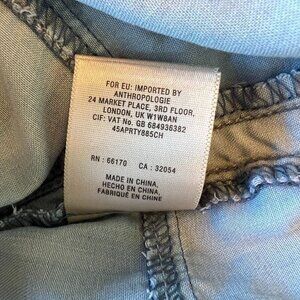 FOR EU: IMPORTED BY
ANTHROPOLOGIE
24 MARKET PLACE, 3RD FLOOR,
LONDON, UK W1W8AN
CIF: VAT No. GB 684936382
45APRTY885CH
RN : 66170 CA : 32054
MADE IN CHINA,
HECHO EN CHINA,
FABRIQUÉ EN CHINE